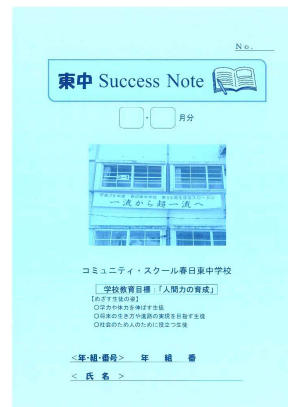 No.
東中 Success Note
・ 月分
一流から超一流へ
コミュニティ・スクール春日東中学校
学校教育目標：「人間力の育成」
【めざす生徒の姿】
○学力や体力を伸ばす生徒
○将来の生き方や進路の実現を目指す生徒
○社会のため人のために役立つ生徒
<年・組・番号> 年 組 番
< 氏 名 >